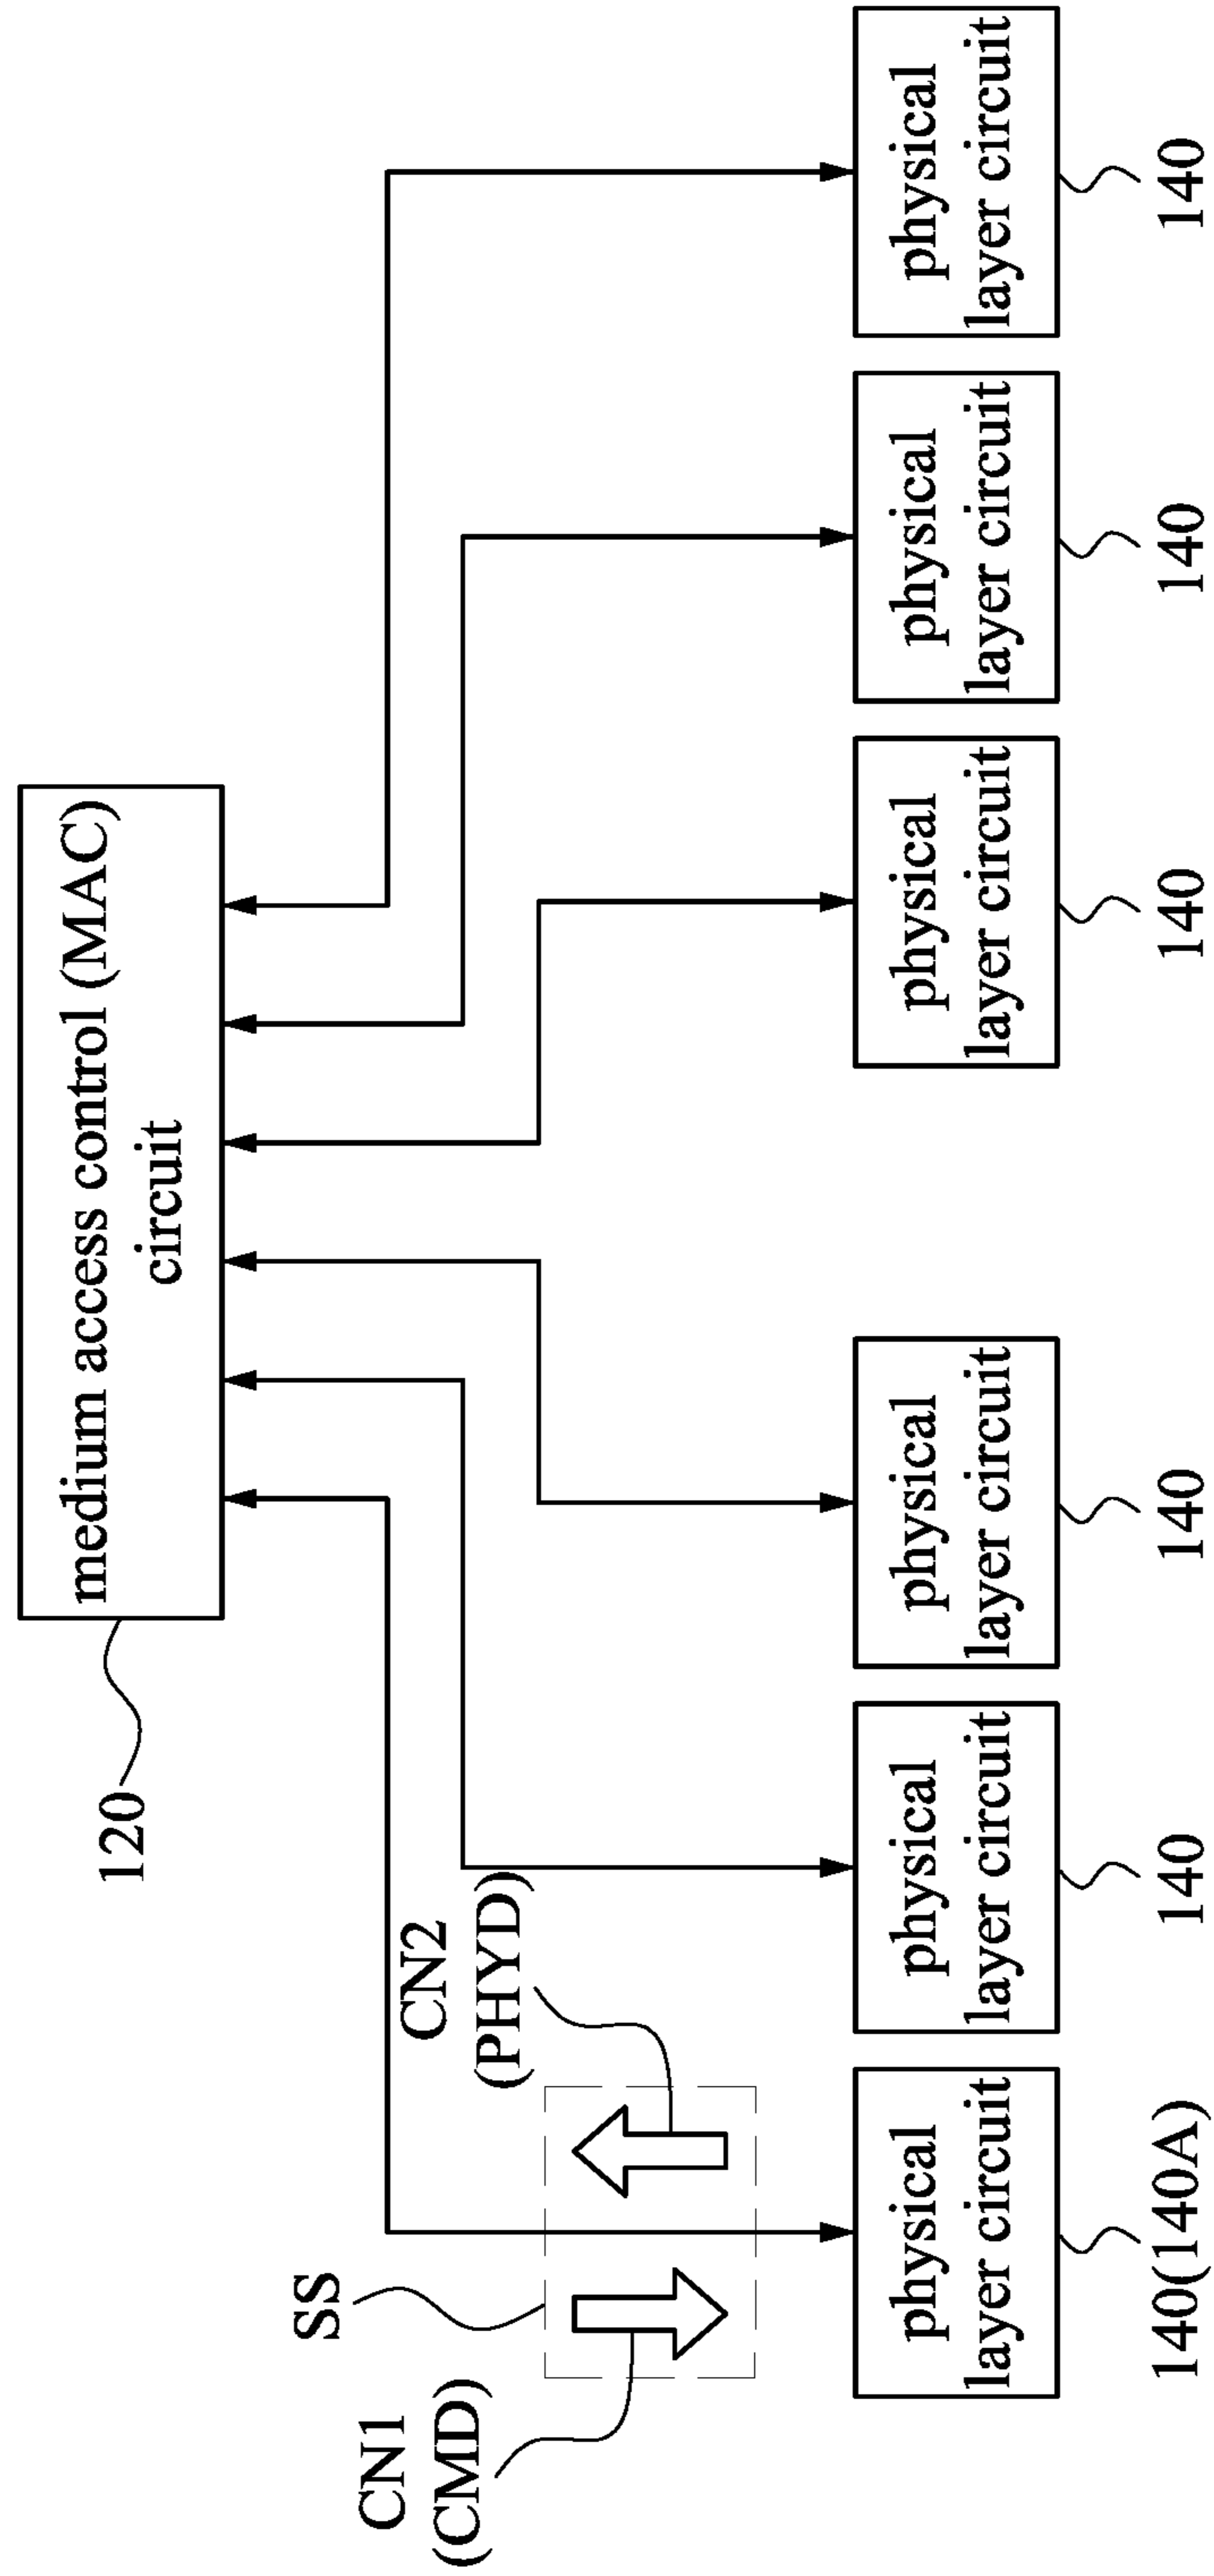 medium access control (MAC)
circuit
120
SS
CN1
(CMD)
CN2
(PHYD)
physical
layer circuit
physical
layer circuit
physical
layer circuit
physical
layer circuit
physical
layer circuit
physical
layer circuit
140(140A)
140
140
140
140
140